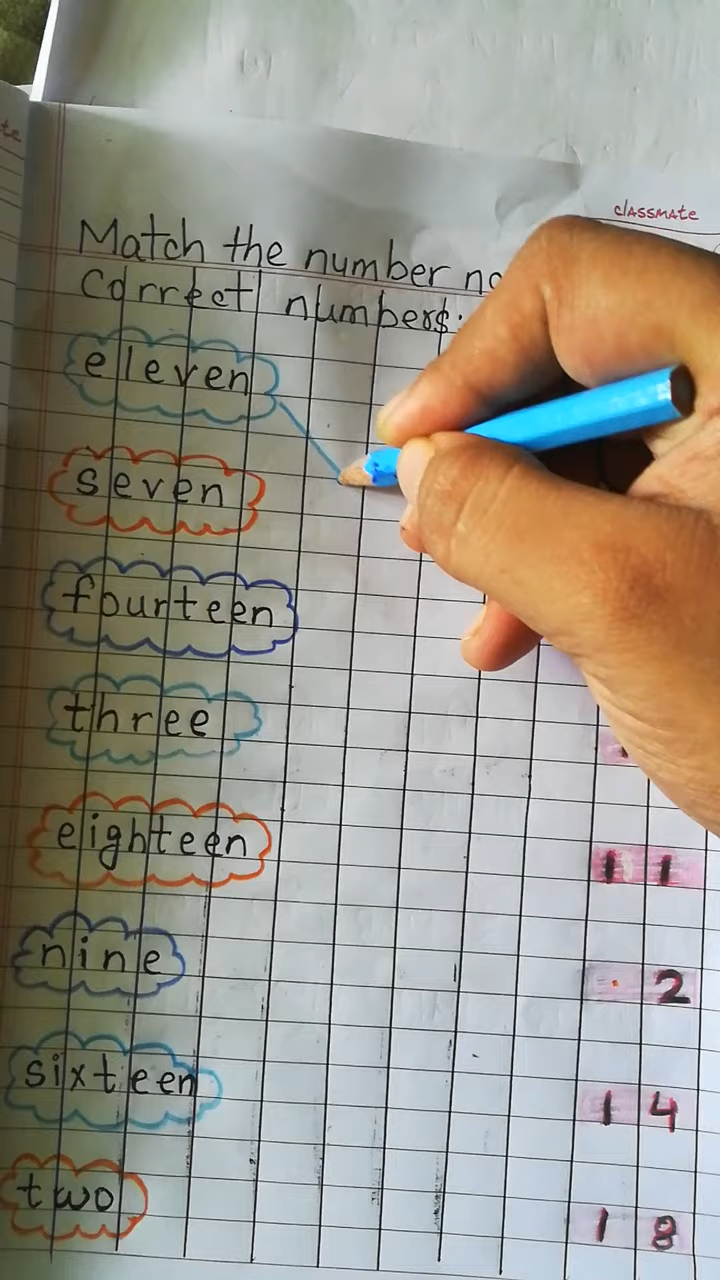 classmate
Match the number
Correct numbers:
eleven
seven
fourteen
three
eighteen
11
nine
2
sixteen
14
two
18